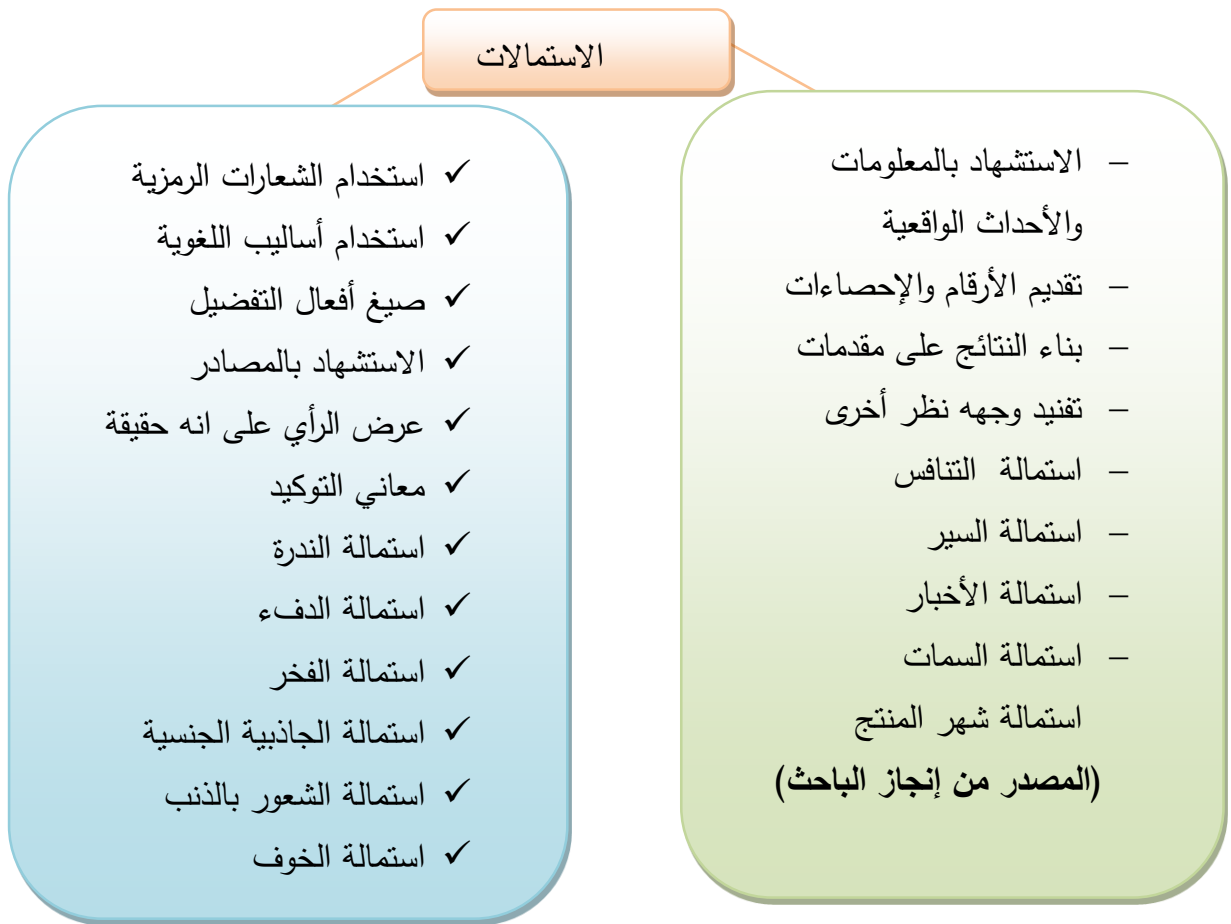 الاستمالات
– الاستشهاد بالمعلومات
والأحداث الواقعية
– تقديم الأرقام والإحصاءات
– بناء النتائج على مقدمات
– تفنيد وجهه نظر أخرى
– استمالة التنافس
– استمالة السير
– استمالة الأخبار
– استمالة السمات
استمالة شهر المنتج
(المصدر من إنجاز الباحث)
✓ استخدام الشعارات الرمزية
✓ استخدام أساليب اللغوية
✓ صيغ أفعال التفضيل
✓ الاستشهاد بالمصادر
✓ عرض الرأي على انه حقيقة
✓ معاني التوكيد
✓ استمالة الندرة
✓ استمالة الدفء
✓ استمالة الفخر
✓ استمالة الجاذبية الجنسية
✓ استمالة الشعور بالذنب
✓ استمالة الخوف